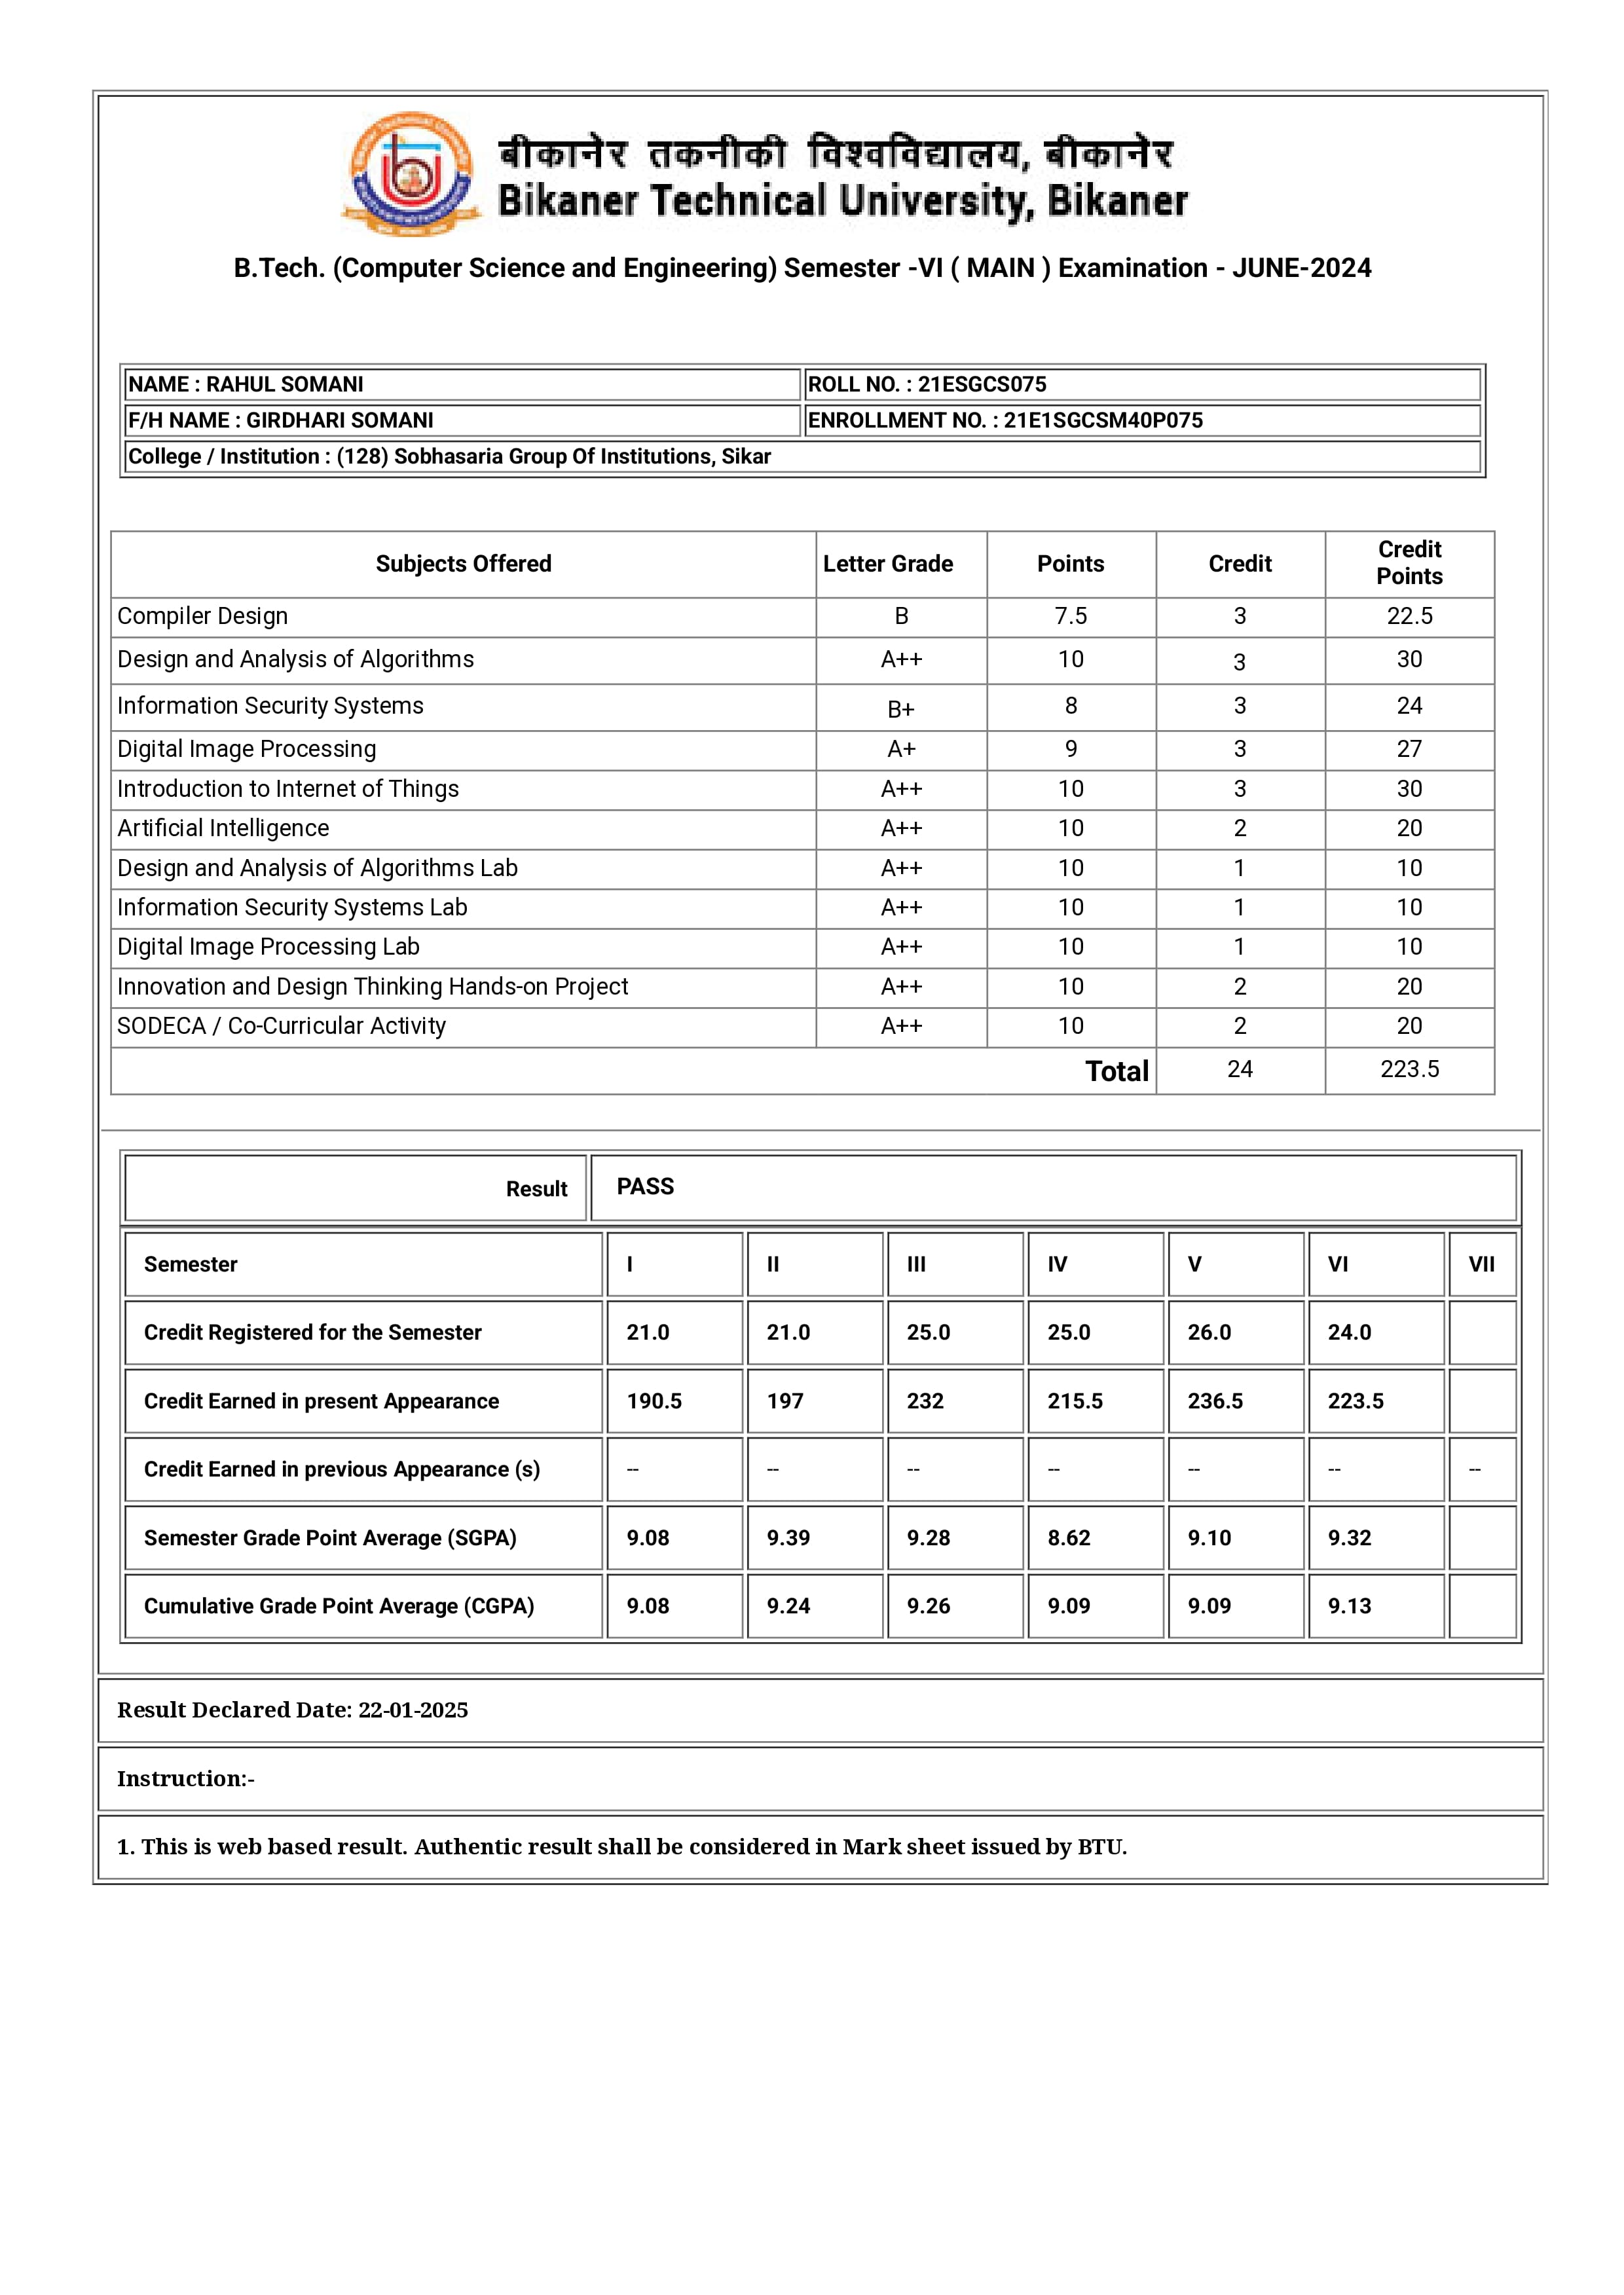 बीकानेर तकनीकी विश्वविद्यालय, बीकानेर
Bikaner Technical University, Bikaner
B.Tech. (Computer Science and Engineering) Semester -VI ( MAIN ) Examination - JUNE-2024
NAME : RAHUL SOMANI ROLL NO. : 21ESGCS075
F/H NAME : GIRDHARI SOMANI ENROLLMENT NO. : 21E1SGCSM40P075
College / Institution : (128) Sobhasaria Group Of Institutions, Sikar
Subjects Offered Letter Grade Points Credit Credit Points
Compiler Design B 7.5 3 22.5
Design and Analysis of Algorithms A++ 10 3 30
Information Security Systems B+ 8 3 24
Digital Image Processing A+ 9 3 27
Introduction to Internet of Things A++ 10 3 30
Artificial Intelligence A++ 10 2 20
Design and Analysis of Algorithms Lab A++ 10 1 10
Information Security Systems Lab A++ 10 1 10
Digital Image Processing Lab A++ 10 1 10
Innovation and Design Thinking Hands-on Project A++ 10 2 20
SODECA / Co-Curricular Activity A++ 10 2 20
Total 24 223.5
Result PASS
Semester I II III IV V VI VII
Credit Registered for the Semester 21.0 21.0 25.0 25.0 26.0 24.0
Credit Earned in present Appearance 190.5 197 232 215.5 236.5 223.5
Credit Earned in previous Appearance (s) -- -- -- -- -- -- --
Semester Grade Point Average (SGPA) 9.08 9.39 9.28 8.62 9.10 9.32
Cumulative Grade Point Average (CGPA) 9.08 9.24 9.26 9.09 9.09 9.13
Result Declared Date: 22-01-2025
Instruction:-
1. This is web based result. Authentic result shall be considered in Mark sheet issued by BTU.